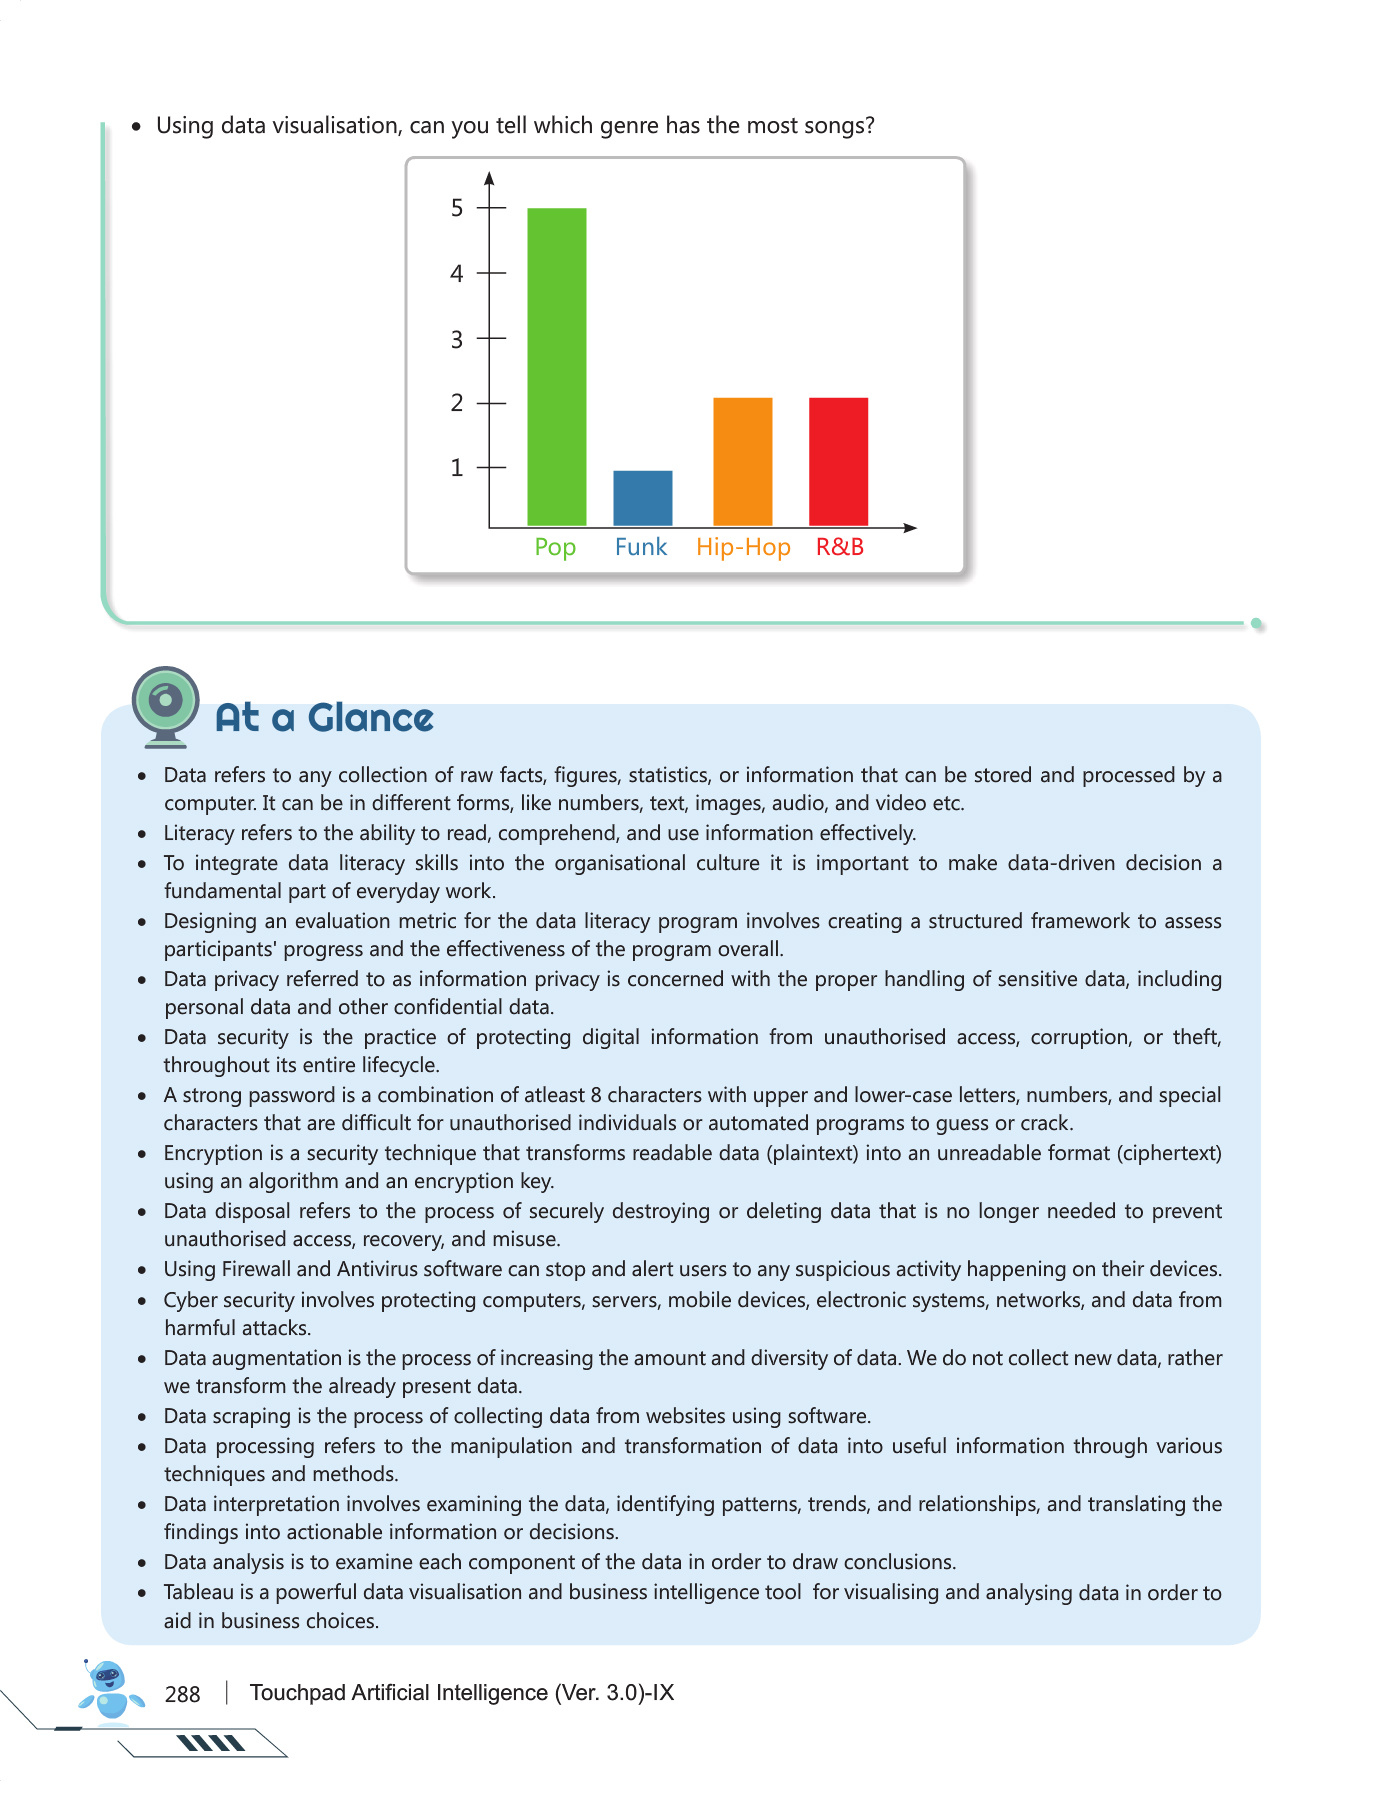 • Using data visualisation, can you tell which genre has the most songs?
5
4
3
2
1
Pop Funk Hip-Hop R&B
At a Glance
• Data refers to any collection of raw facts, figures, statistics, or information that can be stored and processed by a
computer. It can be in different forms, like numbers, text, images, audio, and video etc.
• Literacy refers to the ability to read, comprehend, and use information effectively.
• To integrate data literacy skills into the organisational culture it is important to make data-driven decision a
fundamental part of everyday work.
• Designing an evaluation metric for the data literacy program involves creating a structured framework to assess
participants' progress and the effectiveness of the program overall.
• Data privacy referred to as information privacy is concerned with the proper handling of sensitive data, including
personal data and other confidential data.
• Data security is the practice of protecting digital information from unauthorised access, corruption, or theft,
throughout its entire lifecycle.
• A strong password is a combination of atleast 8 characters with upper and lower-case letters, numbers, and special
characters that are difficult for unauthorised individuals or automated programs to guess or crack.
• Encryption is a security technique that transforms readable data (plaintext) into an unreadable format (ciphertext)
using an algorithm and an encryption key.
• Data disposal refers to the process of securely destroying or deleting data that is no longer needed to prevent
unauthorised access, recovery, and misuse.
• Using Firewall and Antivirus software can stop and alert users to any suspicious activity happening on their devices.
• Cyber security involves protecting computers, servers, mobile devices, electronic systems, networks, and data from
harmful attacks.
• Data augmentation is the process of increasing the amount and diversity of data. We do not collect new data, rather
we transform the already present data.
• Data scraping is the process of collecting data from websites using software.
• Data processing refers to the manipulation and transformation of data into useful information through various
techniques and methods.
• Data interpretation involves examining the data, identifying patterns, trends, and relationships, and translating the
findings into actionable information or decisions.
• Data analysis is to examine each component of the data in order to draw conclusions.
• Tableau is a powerful data visualisation and business intelligence tool for visualising and analysing data in order to
aid in business choices.
288 | Touchpad Artificial Intelligence (Ver. 3.0)-IX